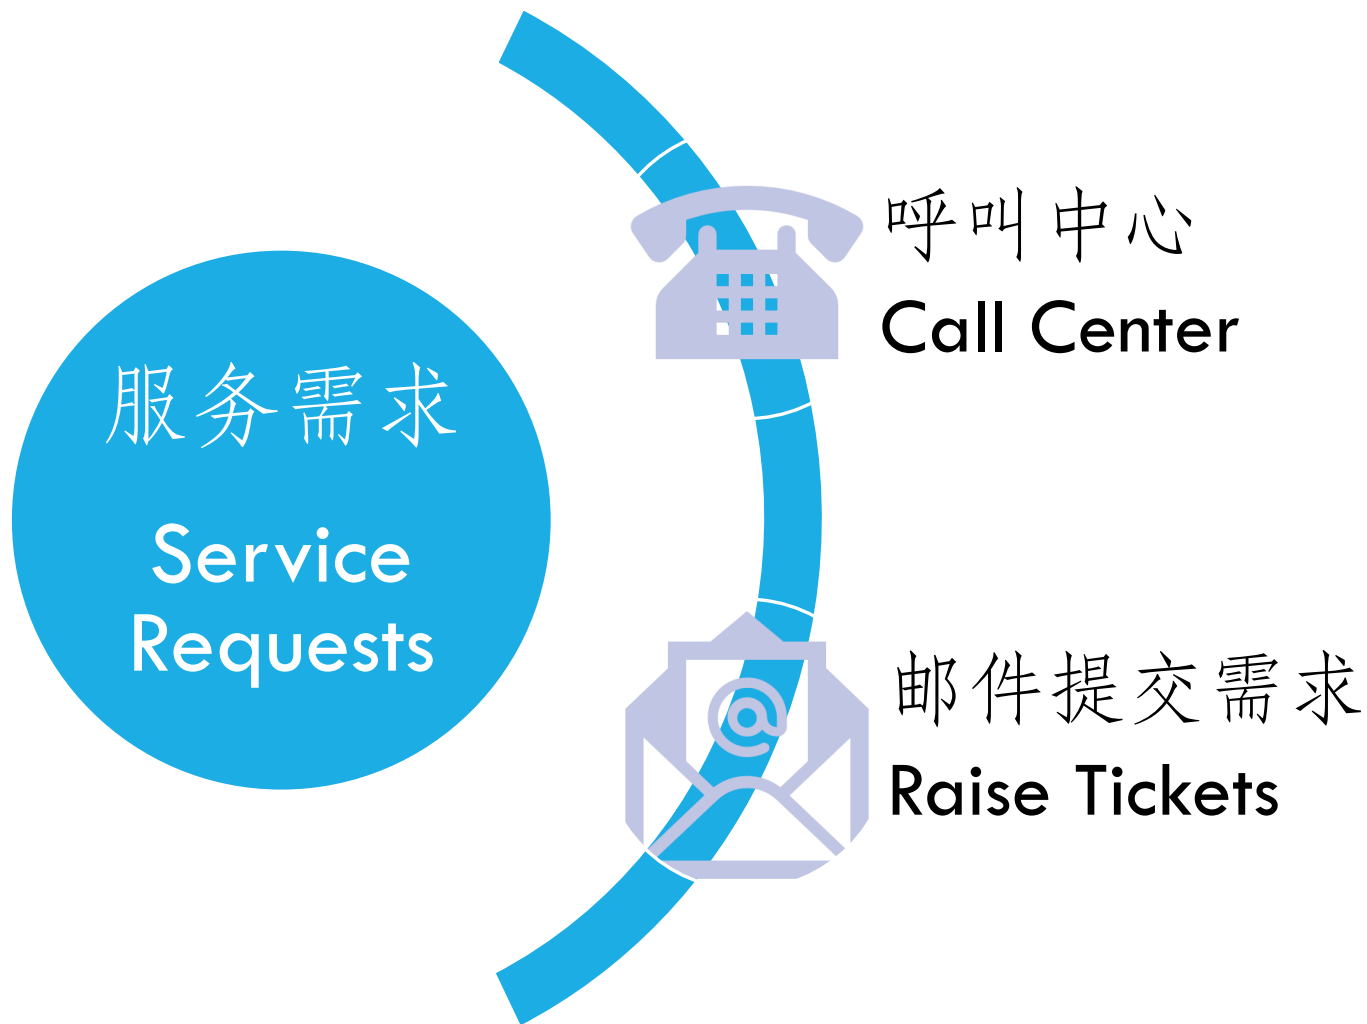 服务需求
Service
Requests
呼叫中心
Call Center
邮件提交需求
Raise Tickets